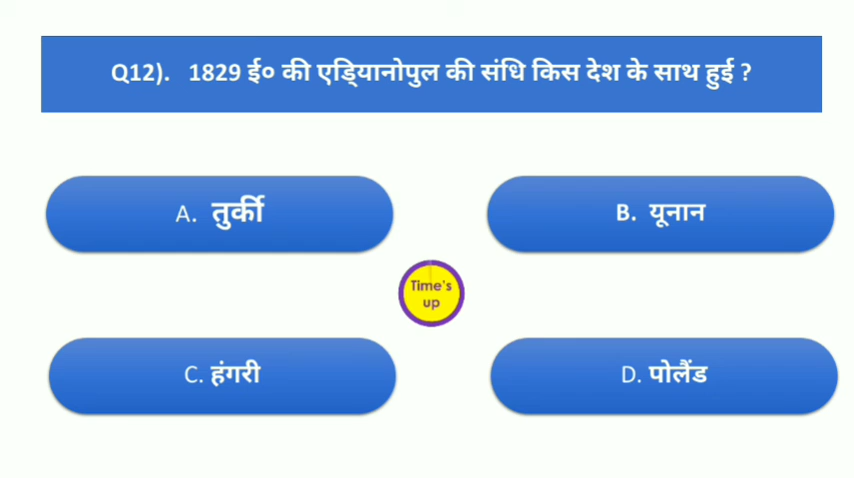 Q12). 1829 ई० की एड्रियानोपुल की संधि किस देश के साथ हुई ?
A. तुर्की
B. यूनान
Time's
up
C. हंगरी
D. पोलैंड